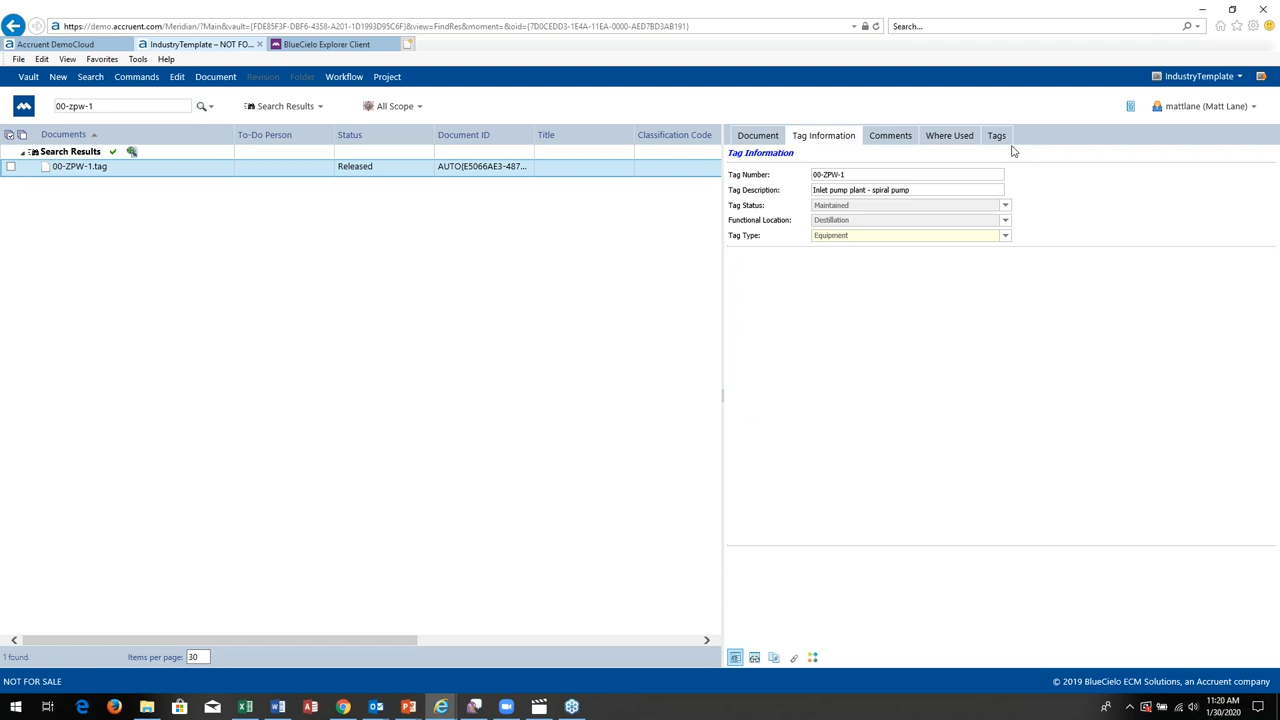 https://demo.accruent.com/Meridian/?Main&vault={FDE85F3F-DBF6-4358-A201-1D1993D95C6F}&view=FindRes&moment=&oid={7D0CEDD3-1E4A-11EA-0000-AED7BD3AB191}
Search...
Accruent DemoCloud
IndustryTemplate – NOT FO...
BlueCielo Explorer Client
File Edit View Favorites Tools Help
Vault New Search Commands Edit Document Revision Folder Workflow Project
IndustryTemplate
00-zpw-1
Search Results
All Scope
mattlane (Matt Lane)
Documents To-Do Person Status Document ID Title Classification Code
Search Results
00-ZPW-1.tag Released AUTO{E5066AE3-487...
Document Tag Information Comments Where Used Tags
Tag Information
Tag Number: 00-ZPW-1
Tag Description: Inlet pump plant - spiral pump
Tag Status: Maintained
Functional Location: Destillation
Tag Type: Equipment
1 found. Items per page: 30
NOT FOR SALE
© 2019 BlueCielo ECM Solutions, an Accruent company
11:20 AM
1/30/2020